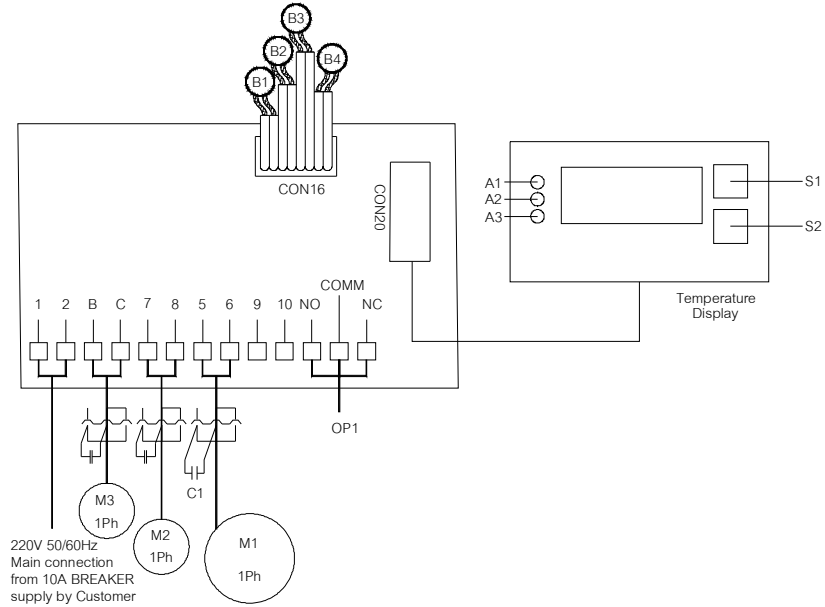 B3
B2
B4
B1
CON16
CON20
A1
A2
A3
S1
S2
Temperature
Display
COMM
1 2 B C 7 8 5 6 9 10 NO NC
OP1
C1
M3
1Ph
M2
1Ph
M1
1Ph
220V 50/60Hz
Main connection
from 10A BREAKER
supply by Customer